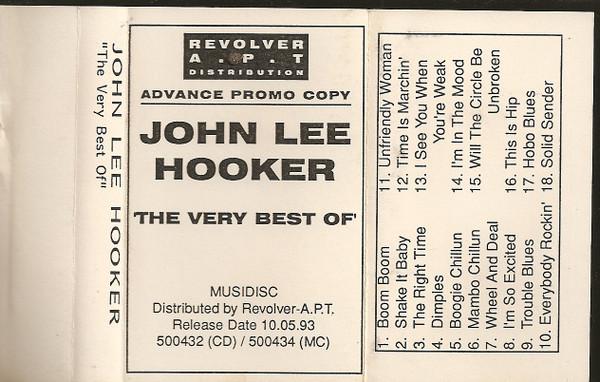 JOHN LEE HOOKER
"The Very Best Of"
REVOLVER
A.P.T
DISTRIBUTION
ADVANCE PROMO COPY
JOHN LEE
HOOKER
'THE VERY BEST OF'
MUSIDISC
Distributed by Revolver-A.P.T.
Release Date 10.05.93
500432 (CD) / 500434 (MC)
1. Boom Boom
2. Shake It Baby
3. The Right Time
4. Dimples
5. Boogie Chillun
6. Mambo Chillun
7. Wheel And Deal
8. I'm So Excited
9. Trouble Blues
10. Everybody Rockin'
11. Unfriendly Woman
12. Time Is Marchin'
13. I See You When
You're Weak
14. I'm In The Mood
15. Will The Circle Be
Unbroken
16. This Is Hip
17. Hobo Blues
18. Solid Sender